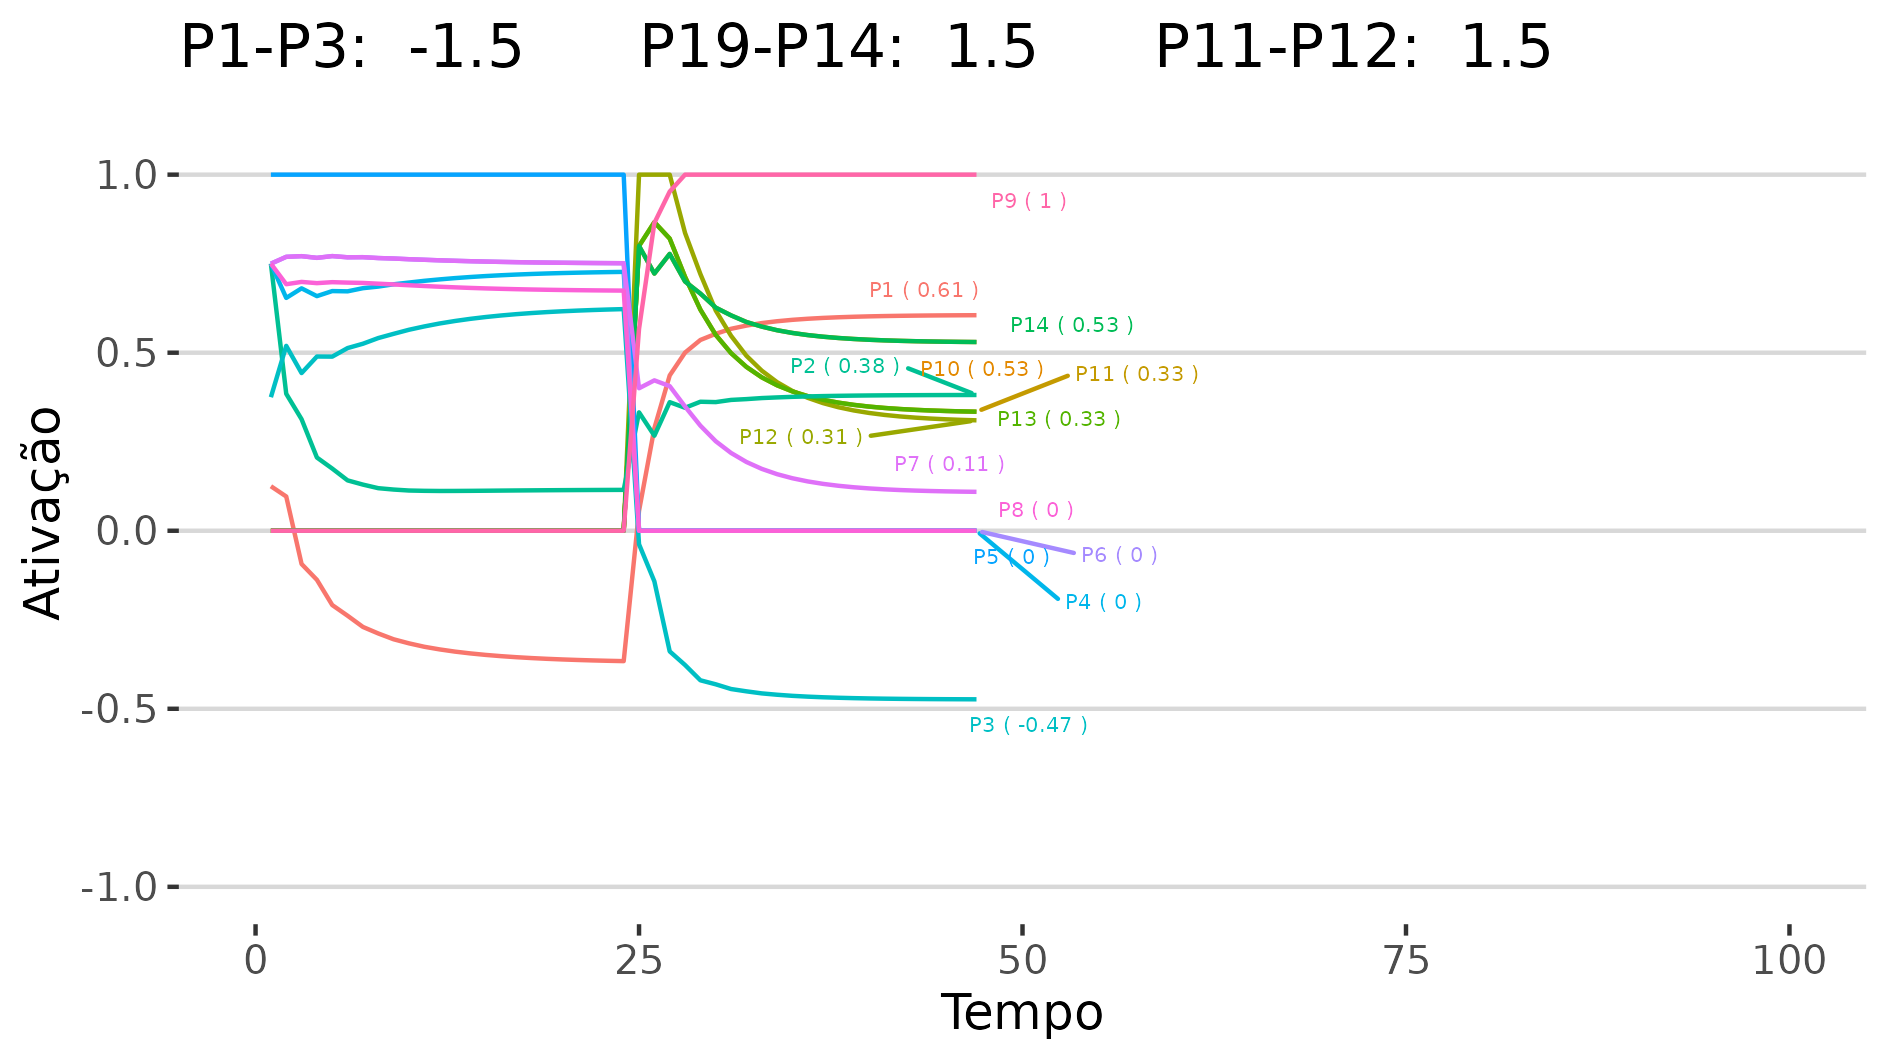 P1-P3:  -1.5      P19-P14:  1.5      P11-P12:  1.5
1.0
P9 ( 1 )
P1 ( 0.61 )
P14 ( 0.53 )
0.5
P2 ( 0.38 )
P10 ( 0.53 )
P11 ( 0.33 )
P13 ( 0.33 )
P12 ( 0.31 )
P7 ( 0.11 )
P8 ( 0 )
0.0
P5 ( 0 )
P6 ( 0 )
P4 ( 0 )
-0.5
P3 ( -0.47 )
-1.0
Ativação
0 25 50 75 100
Tempo